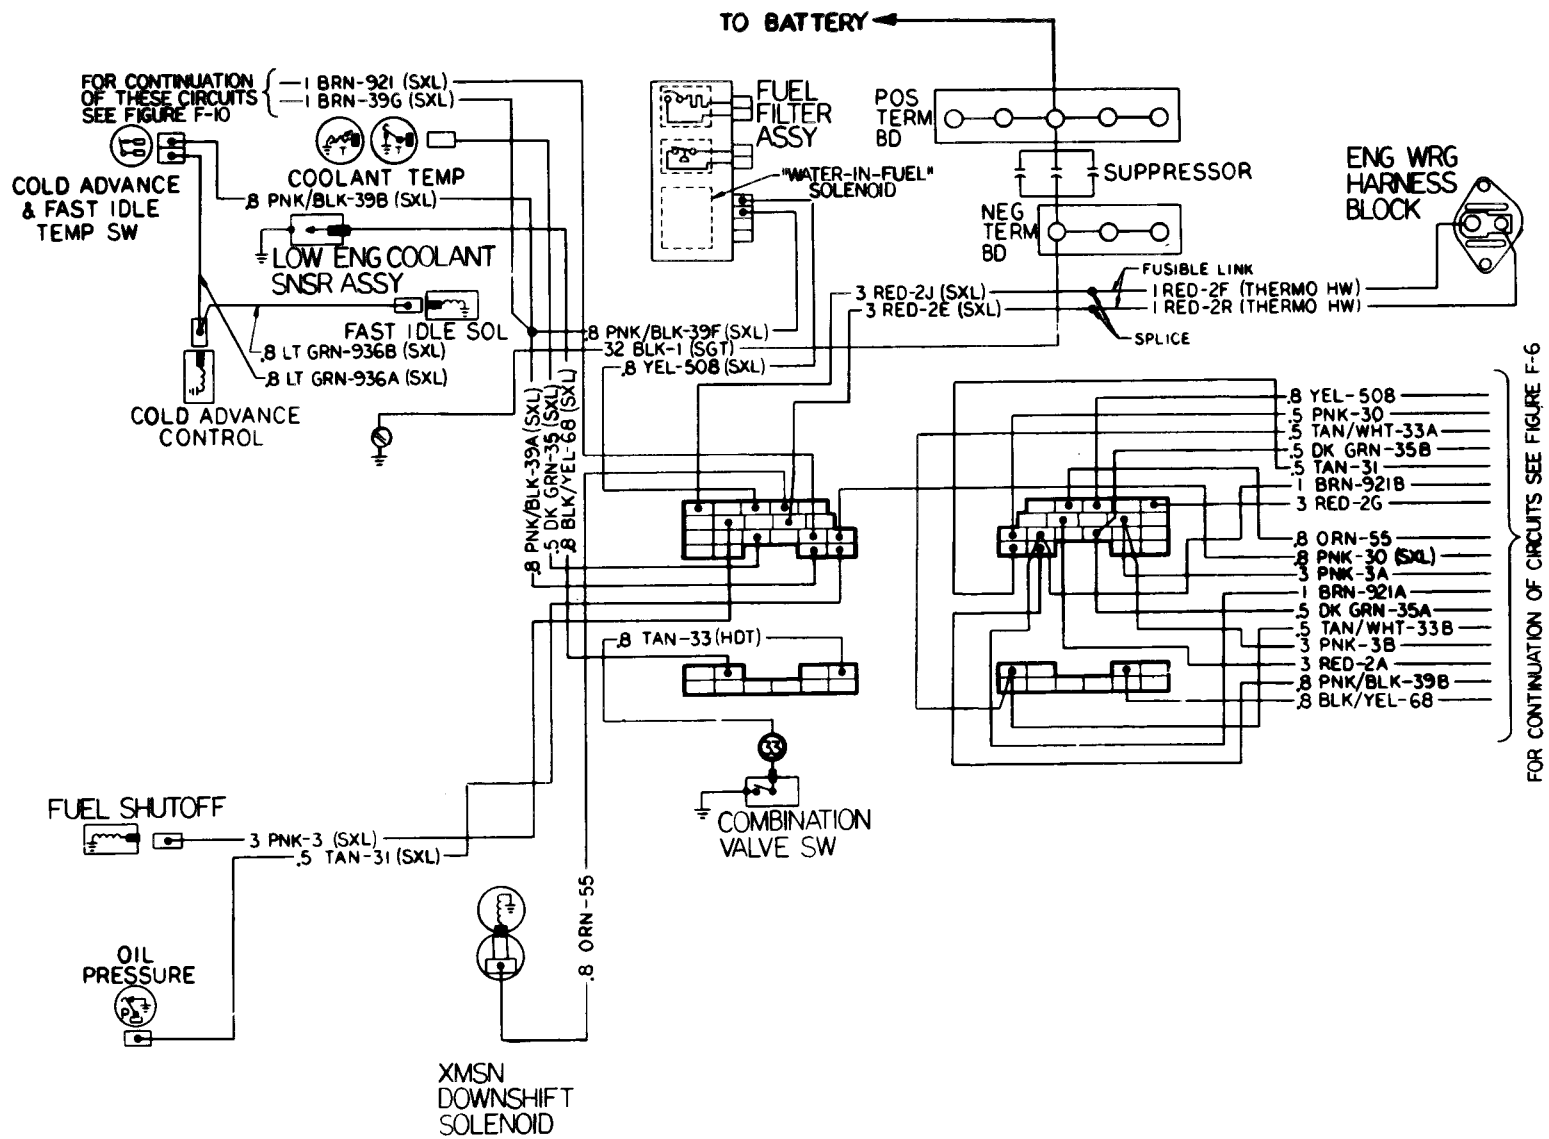 TO BATTERY
FOR CONTINUATION
OF THESE CIRCUITS
SEE FIGURE F-10
1 BRN-921 (SXL)
1 BRN-39G (SXL)
COLD ADVANCE
& FAST IDLE
TEMP SW
T
T
COOLANT TEMP
.8 PNK/BLK-39B (SXL)
LOW ENG COOLANT
SNSR ASSY
FAST IDLE SOL
.8 LT GRN-936B (SXL)
.8 LT GRN-936A (SXL)
COLD ADVANCE
CONTROL
FUEL
FILTER
ASSY
"WATER-IN-FUEL"
SOLENOID
POS
TERM
BD
SUPPRESSOR
NEG
TERM
BD
ENG WRG
HARNESS
BLOCK
FUSIBLE LINK
3 RED-2J (SXL)
1 RED-2F (THERMO HW)
3 RED-2E (SXL)
1 RED-2R (THERMO HW)
SPLICE
.8 PNK/BLK-39F (SXL)
32 BLK-1 (SGT)
.8 YEL-508 (SXL)
.8 PNK/BLK-39A (SXL)
.5 DK GRN-35 (SXL)
.8 BLK/YEL-68 (SXL)
.8 YEL-508
.5 PNK-30
.5 TAN/WHT-33A
.5 DK GRN-35B
.5 TAN-31
1 BRN-921B
3 RED-2G
.8 ORN-55
.8 PNK-30 (SXL)
3 PNK-3A
1 BRN-921A
.5 DK GRN-35A
.5 TAN/WHT-33B
3 PNK-3B
3 RED-2A
.8 PNK/BLK-39B
.8 BLK/YEL-68
FOR CONTINUATION OF CIRCUITS SEE FIGURE F-6
.8 TAN-33 (HDT)
33
COMBINATION
VALVE SW
FUEL SHUTOFF
3 PNK-3 (SXL)
.5 TAN-31 (SXL)
.8 ORN-55
OIL
PRESSURE
P
XMSN
DOWNSHIFT
SOLENOID